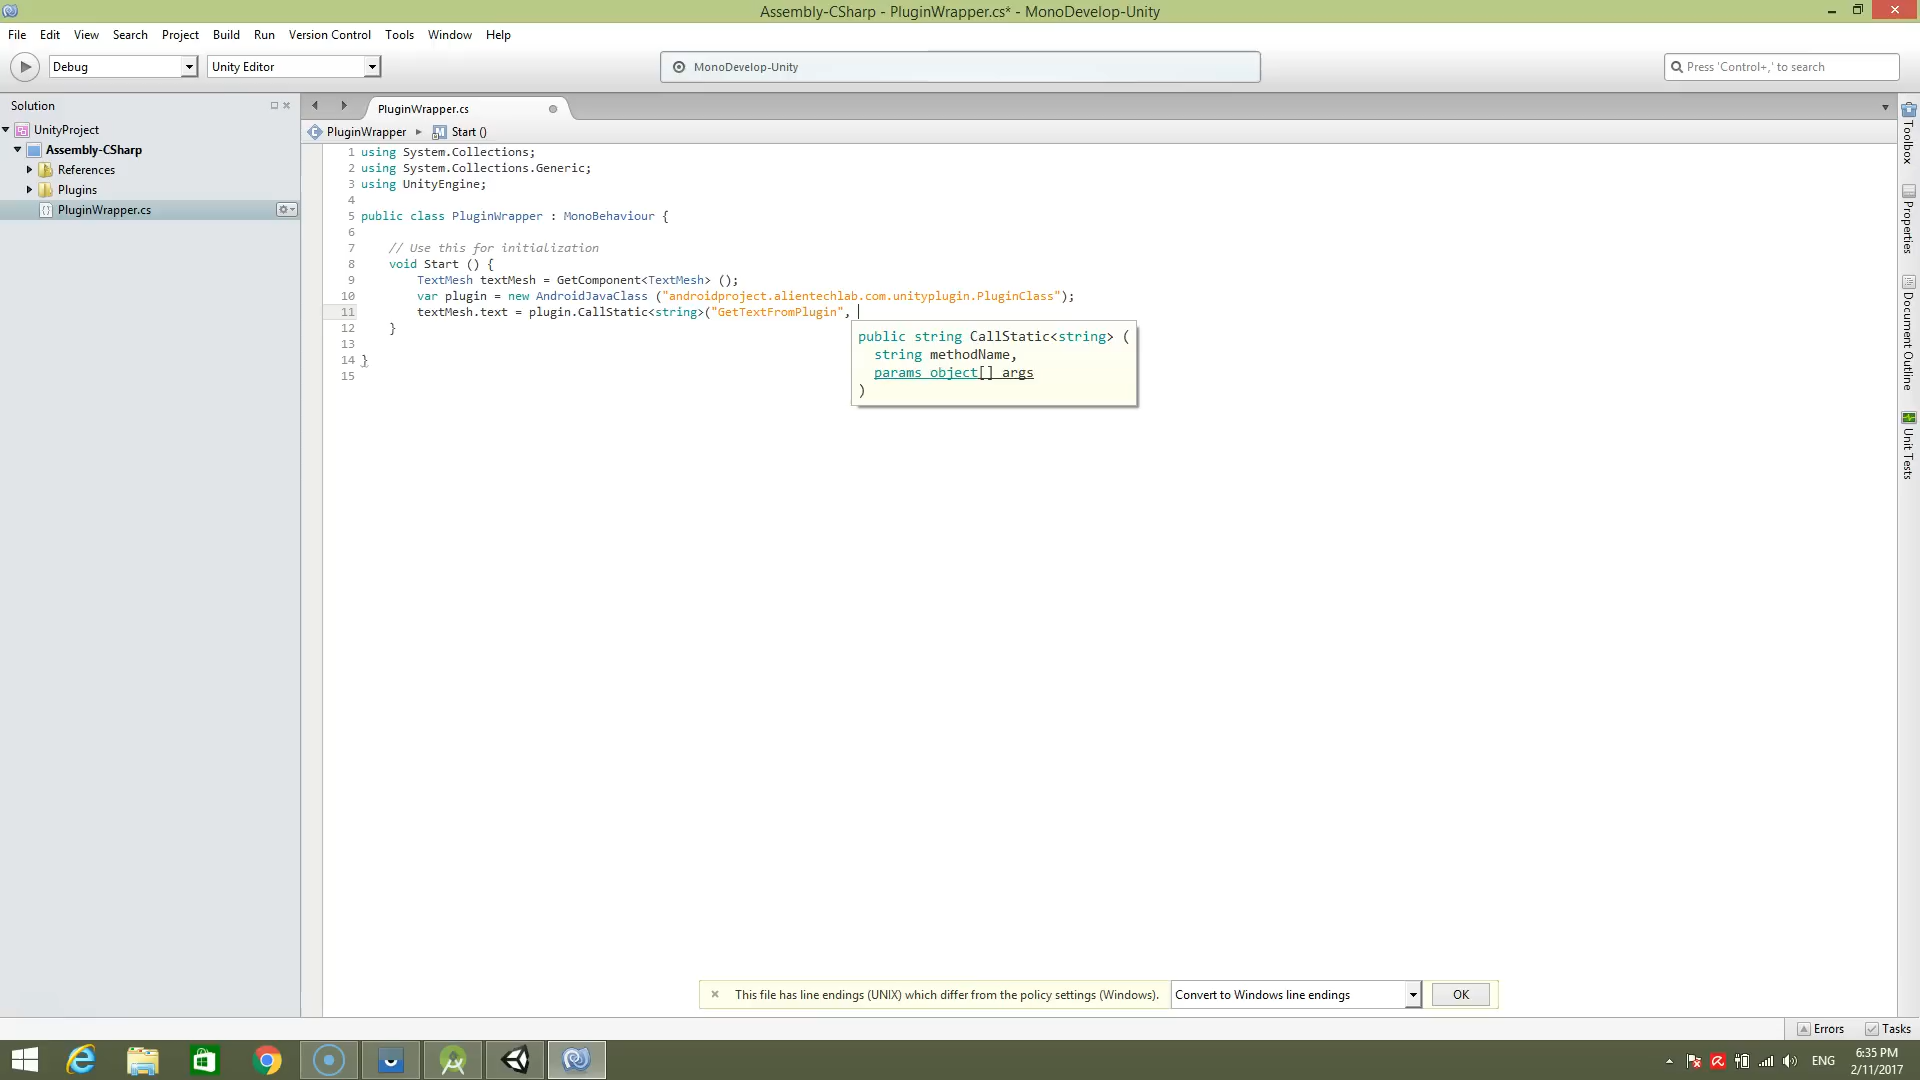 Assembly-CSharp - PluginWrapper.cs* - MonoDevelop-Unity
File Edit View Search Project Build Run Version Control Tools Window Help
Debug
Unity Editor
MonoDevelop-Unity
Press 'Control+,' to search
Solution
UnityProject
Assembly-CSharp
References
Plugins
PluginWrapper.cs
PluginWrapper.cs
PluginWrapper ▸ Start ()
1 using System.Collections;
2 using System.Collections.Generic;
3 using UnityEngine;
4
5 public class PluginWrapper : MonoBehaviour {
6
7 // Use this for initialization
8 void Start () {
9 TextMesh textMesh = GetComponent<TextMesh> ();
10 var plugin = new AndroidJavaClass ("androidproject.alientechlab.com.unityplugin.PluginClass");
11 textMesh.text = plugin.CallStatic<string>("GetTextFromPlugin",
12 }
13
14 }
15
public string CallStatic<string> (
string methodName,
params object[] args
)
Toolbox
Properties
Document Outline
Unit Tests
This file has line endings (UNIX) which differ from the policy settings (Windows).
Convert to Windows line endings
OK
Errors
Tasks
ENG
6:35 PM
2/11/2017